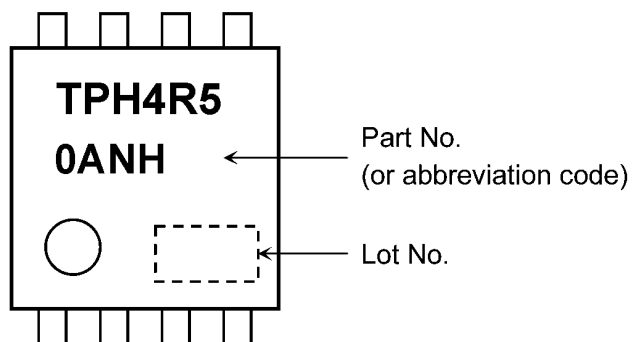 TPH4R5
0ANH
Part No.
(or abbreviation code)
Lot No.